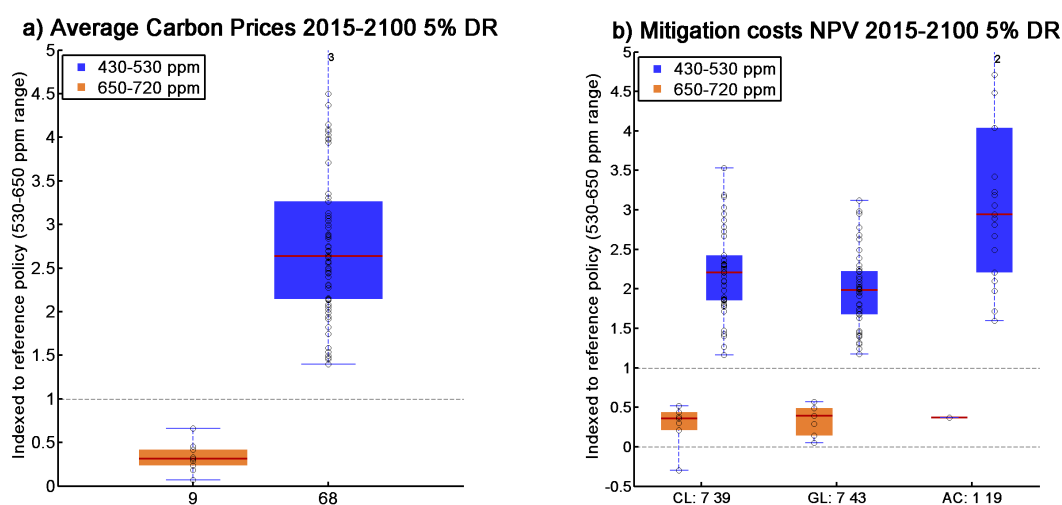 a) Average Carbon Prices 2015-2100 5% DR
Indexed to reference policy (530-650 ppm range)
5
4.5
4
3.5
3
2.5
2
1.5
1
0.5
0
430-530 ppm
650-720 ppm
3
9
68
b) Mitigation costs NPV 2015-2100 5% DR
Indexed to reference policy (530-650 ppm range)
5
4.5
4
3.5
3
2.5
2
1.5
1
0.5
0
-0.5
430-530 ppm
650-720 ppm
2
CL: 7 39
GL: 7 43
AC: 1 19